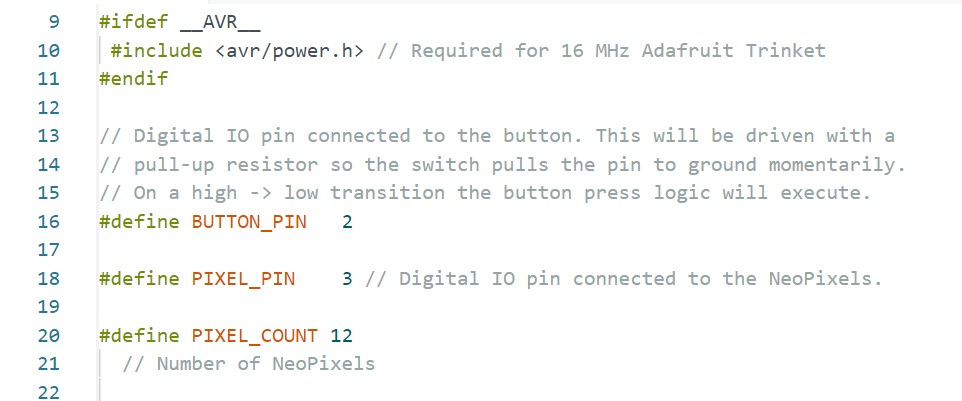 9 #ifdef __AVR__
10 #include <avr/power.h> // Required for 16 MHz Adafruit Trinket
11 #endif
12
13 // Digital IO pin connected to the button. This will be driven with a
14 // pull-up resistor so the switch pulls the pin to ground momentarily.
15 // On a high -> low transition the button press logic will execute.
16 #define BUTTON_PIN   2
17
18 #define PIXEL_PIN    3 // Digital IO pin connected to the NeoPixels.
19
20 #define PIXEL_COUNT 12
21   // Number of NeoPixels
22